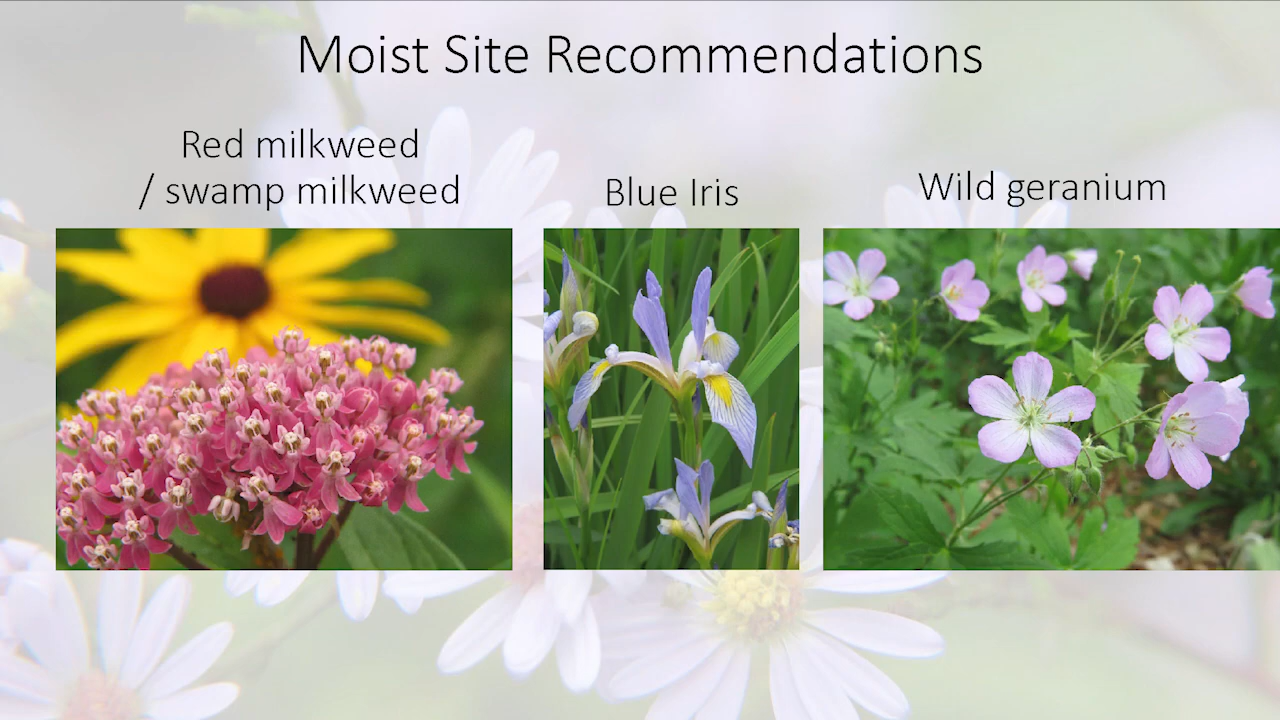 Moist Site Recommendations
Red milkweed
/ swamp milkweed
Blue Iris
Wild geranium